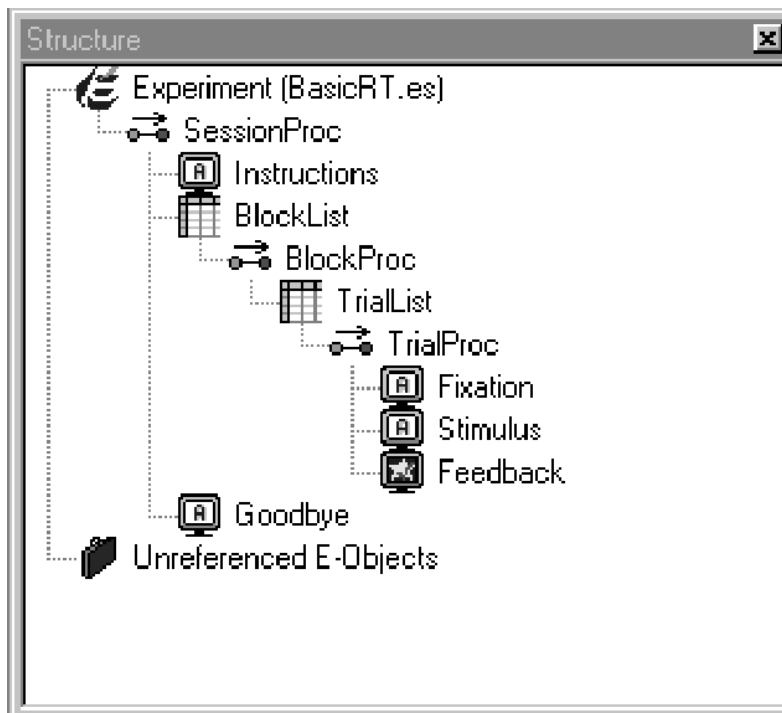 Structure
Experiment (BasicRT.es)
SessionProc
Instructions
BlockList
BlockProc
TrialList
TrialProc
Fixation
Stimulus
Feedback
Goodbye
Unreferenced E-Objects